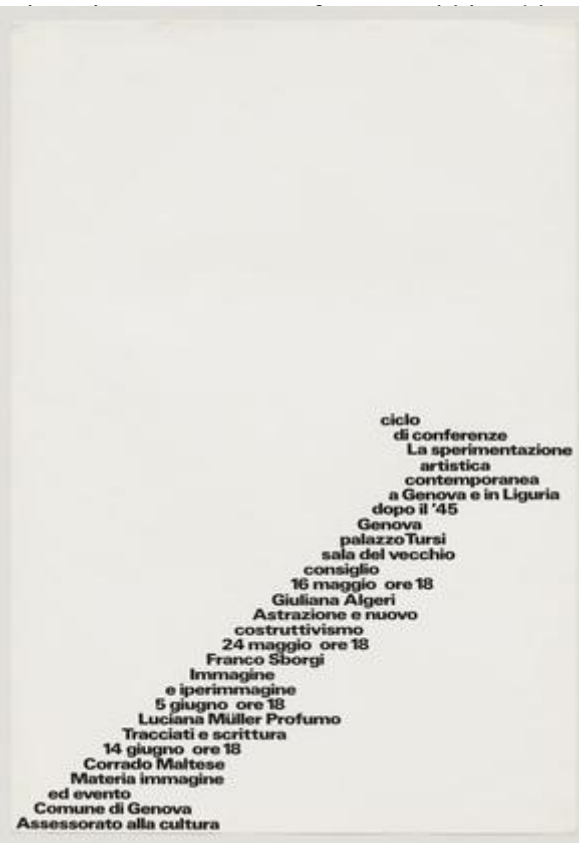 ciclo
di conferenze
La sperimentazione
artistica
contemporanea
a Genova e in Liguria
dopo il '45
Genova
palazzo Tursi
sala del vecchio
consiglio
16 maggio ore 18
Giuliana Algeri
Astrazione e nuovo
costruttivismo
24 maggio ore 18
Franco Sborgi
Immagine
e iperimmagine
5 giugno ore 18
Luciana Müller Profumo
Tracciati e scrittura
14 giugno ore 18
Corrado Maltese
Materia immagine
ed evento
Comune di Genova
Assessorato alla cultura